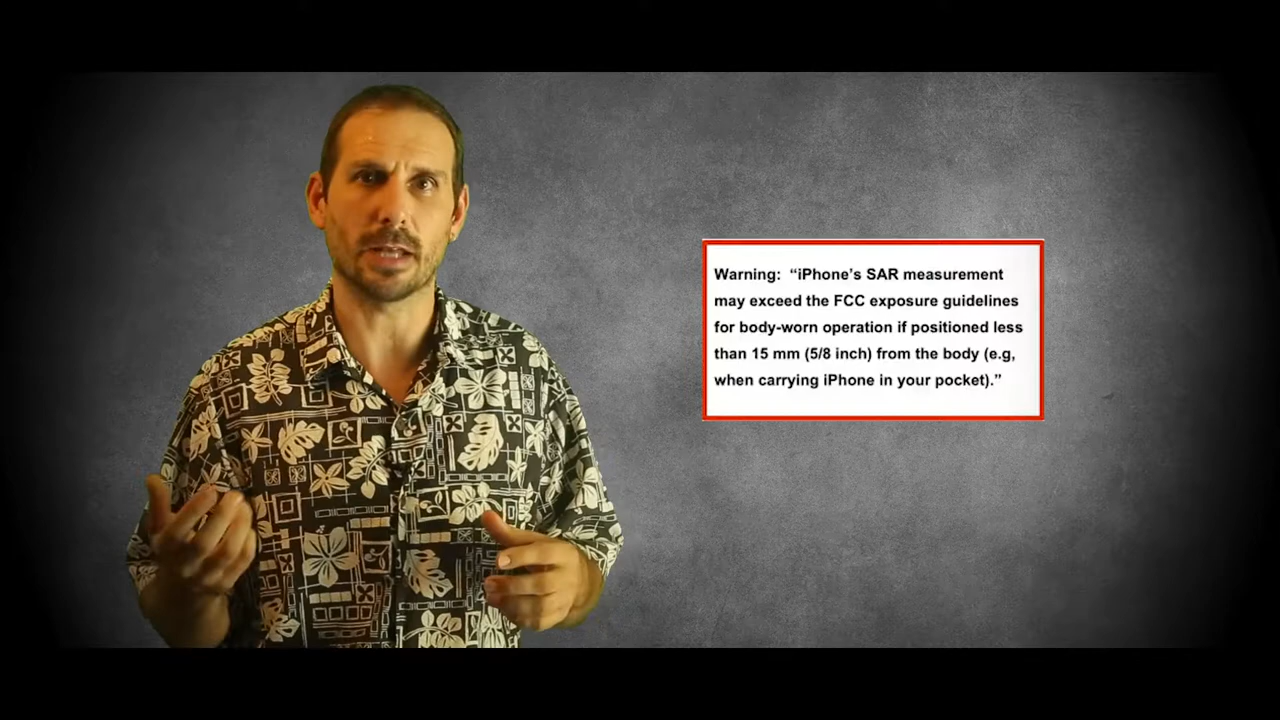 Warning: “iPhone’s SAR measurement
may exceed the FCC exposure guidelines
for body-worn operation if positioned less
than 15 mm (5/8 inch) from the body (e.g,
when carrying iPhone in your pocket).”